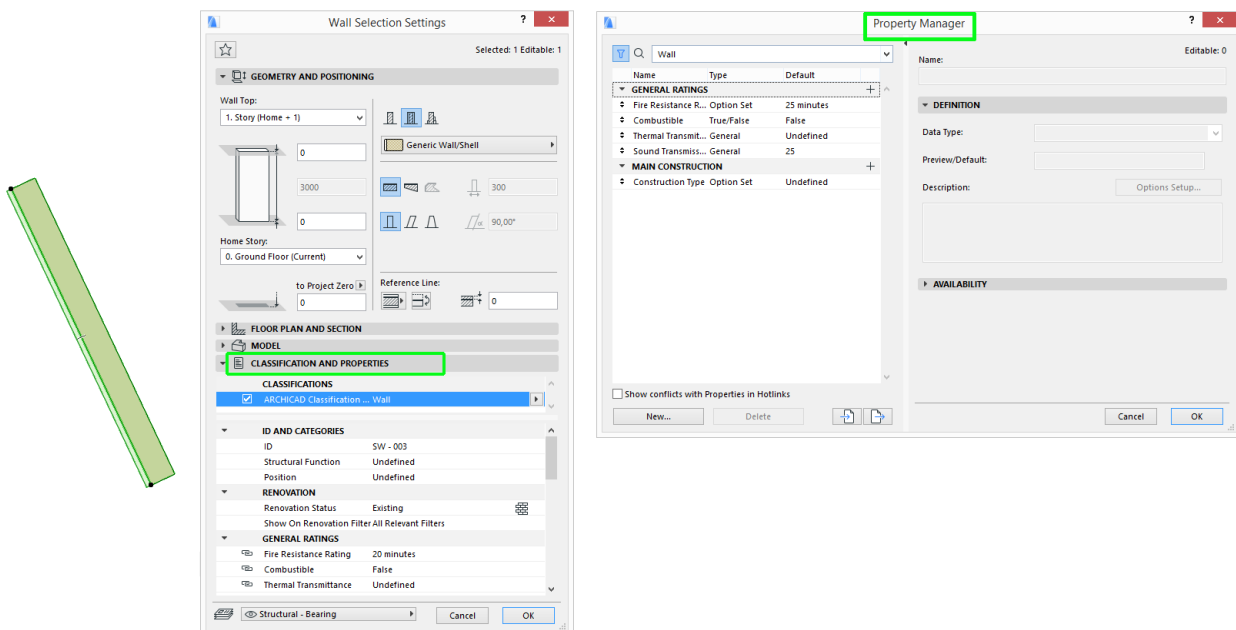 Wall Selection Settings
?
×
Selected: 1 Editable: 1
GEOMETRY AND POSITIONING
Wall Top:
1. Story (Home + 1)
Generic Wall/Shell
0
3000
300
0
90,00°
Home Story:
0. Ground Floor (Current)
to Project Zero
Reference Line:
0
0
FLOOR PLAN AND SECTION
MODEL
CLASSIFICATION AND PROPERTIES
CLASSIFICATIONS
ARCHICAD Classification ... Wall
ID AND CATEGORIES
ID SW - 003
Structural Function Undefined
Position Undefined
RENOVATION
Renovation Status Existing
Show On Renovation Filter All Relevant Filters
GENERAL RATINGS
Fire Resistance Rating 20 minutes
Combustible False
Thermal Transmittance Undefined
Structural - Bearing
Cancel
OK
Property Manager
?
×
Wall
Name Type Default
GENERAL RATINGS
Fire Resistance R... Option Set 25 minutes
Combustible True/False False
Thermal Transmit... General Undefined
Sound Transmiss... General 25
MAIN CONSTRUCTION
Construction Type Option Set Undefined
Show conflicts with Properties in Hotlinks
New...
Delete
Editable: 0
Name:
DEFINITION
Data Type:
Preview/Default:
Description:
Options Setup...
AVAILABILITY
Cancel
OK